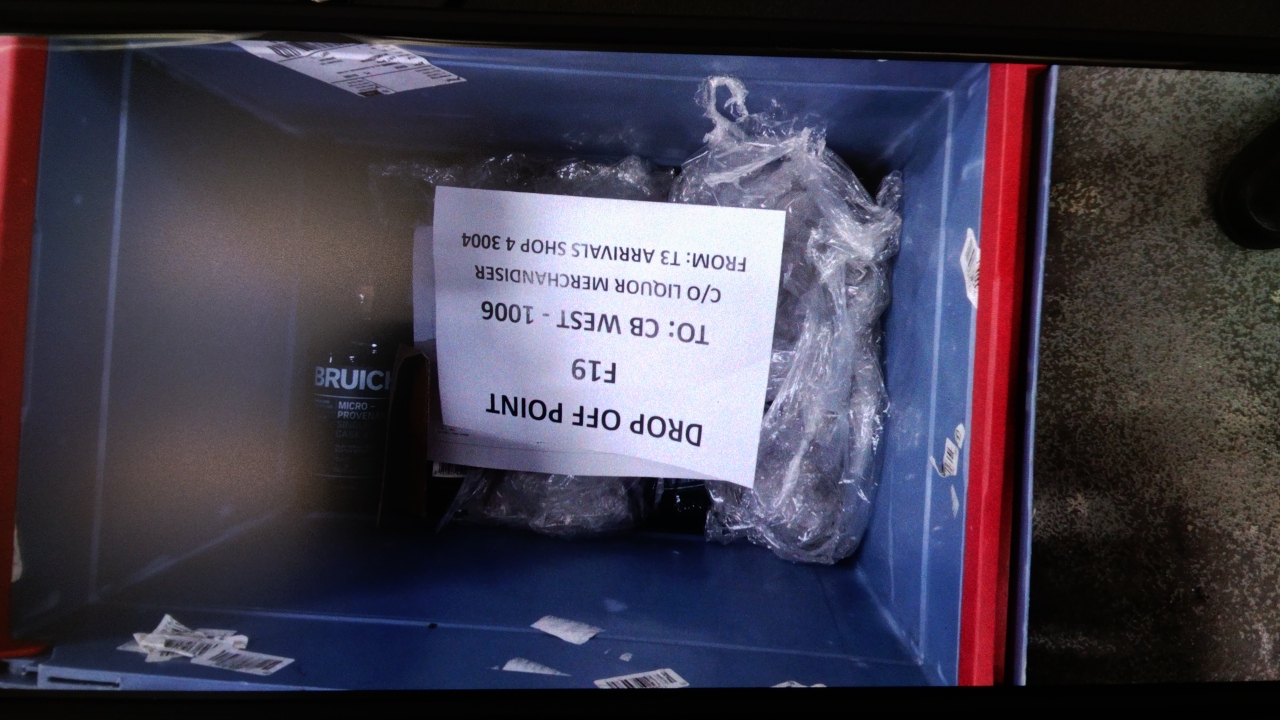 DROP OFF POINT
F19
TO: CB WEST - 1006
C/O LIQUOR MERCHANDISER
FROM: T3 ARRIVALS SHOP 4 3004
BRUICH
MICRO